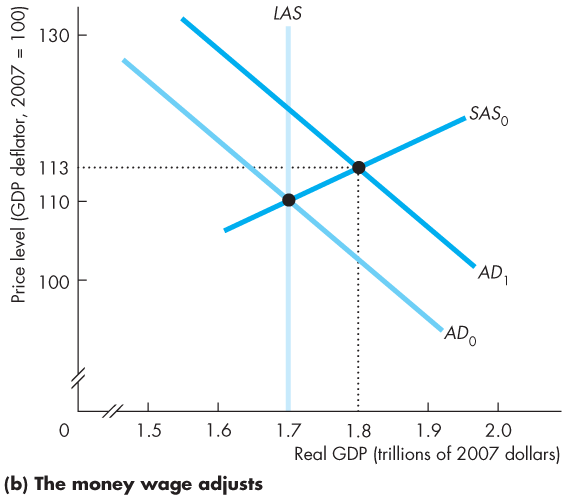 LAS
130
SAS0
113
110
100
AD1
AD0
0
1.5 1.6 1.7 1.8 1.9 2.0
Price level (GDP deflator, 2007 = 100)
Real GDP (trillions of 2007 dollars)
(b) The money wage adjusts